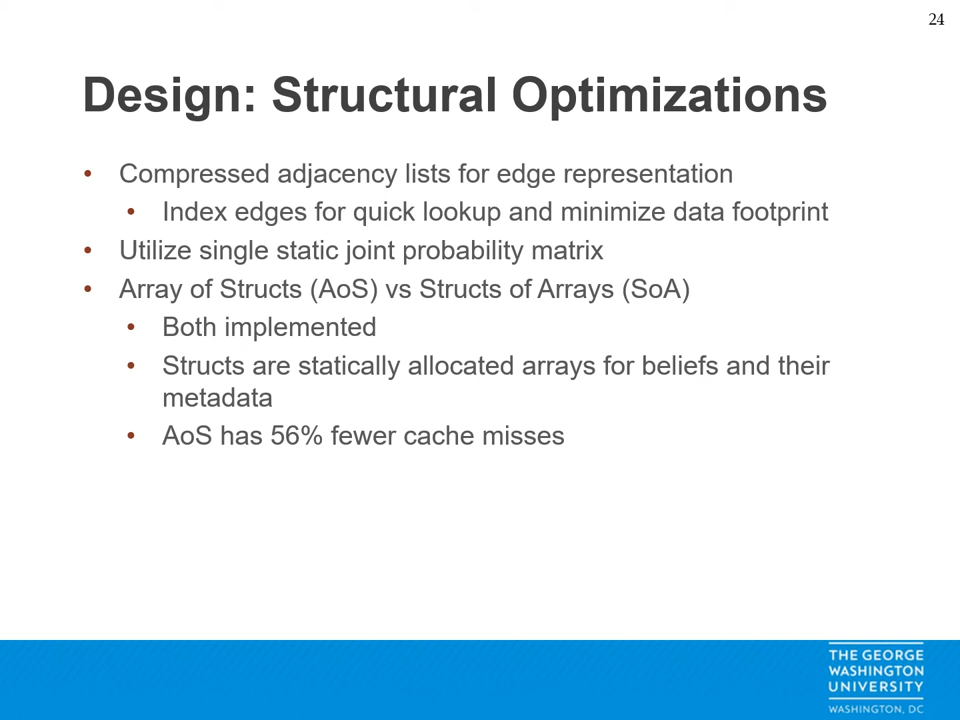 24
Design: Structural Optimizations
• Compressed adjacency lists for edge representation
• Index edges for quick lookup and minimize data footprint
• Utilize single static joint probability matrix
• Array of Structs (AoS) vs Structs of Arrays (SoA)
• Both implemented
• Structs are statically allocated arrays for beliefs and their
metadata
• AoS has 56% fewer cache misses
THE GEORGE
WASHINGTON
UNIVERSITY
WASHINGTON, DC